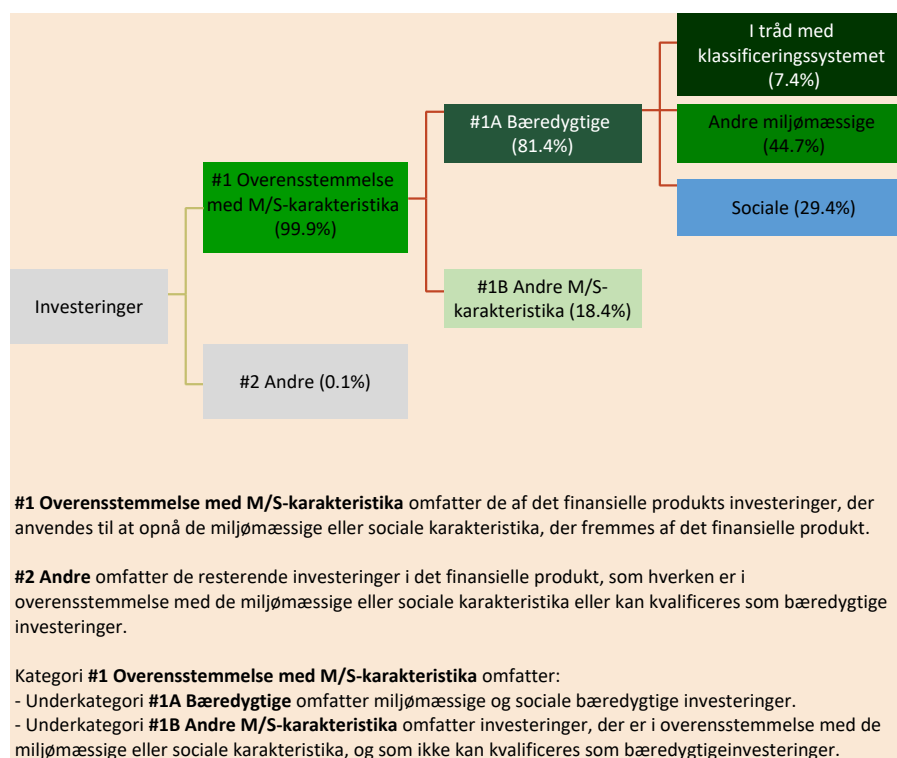 I tråd med
klassificeringssystemet
(7.4%)
#1A Bæredygtige
(81.4%)
Andre miljømæssige
(44.7%)
#1 Overensstemmelse
med M/S-karakteristika
(99.9%)
Sociale (29.4%)
Investeringer
#1B Andre M/S-
karakteristika (18.4%)
#2 Andre (0.1%)
#1 Overensstemmelse med M/S-karakteristika omfatter de af det finansielle produkts investeringer, der
anvendes til at opnå de miljømæssige eller sociale karakteristika, der fremmes af det finansielle produkt.
#2 Andre omfatter de resterende investeringer i det finansielle produkt, som hverken er i
overensstemmelse med de miljømæssige eller sociale karakteristika eller kan kvalificeres som bæredygtige
investeringer.
Kategori #1 Overensstemmelse med M/S-karakteristika omfatter:
- Underkategori #1A Bæredygtige omfatter miljømæssige og sociale bæredygtige investeringer.
- Underkategori #1B Andre M/S-karakteristika omfatter investeringer, der er i overensstemmelse med de
miljømæssige eller sociale karakteristika, og som ikke kan kvalificeres som bæredygtigeinvesteringer.